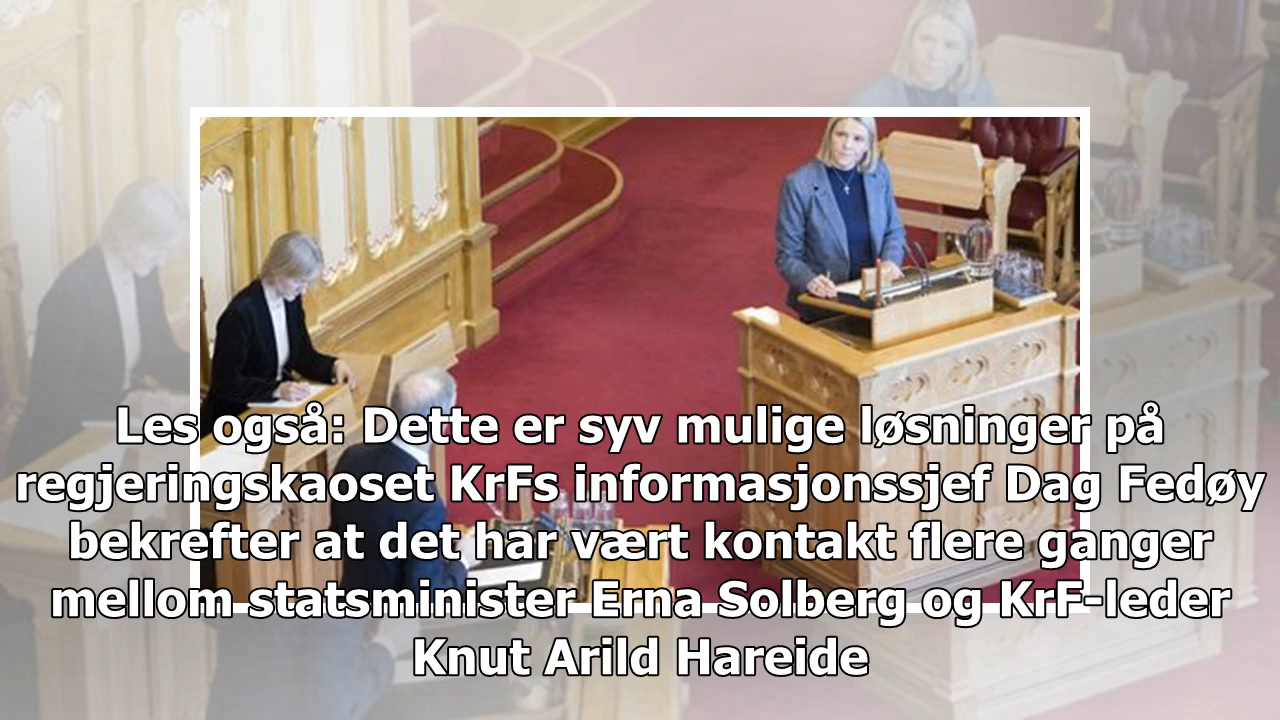 Les også: Dette er syv mulige løsninger på
regjeringskaoset KrFs informasjonssjef Dag Fedøy
bekrefter at det har vært kontakt flere ganger
mellom statsminister Erna Solberg og KrF-leder
Knut Arild Hareide